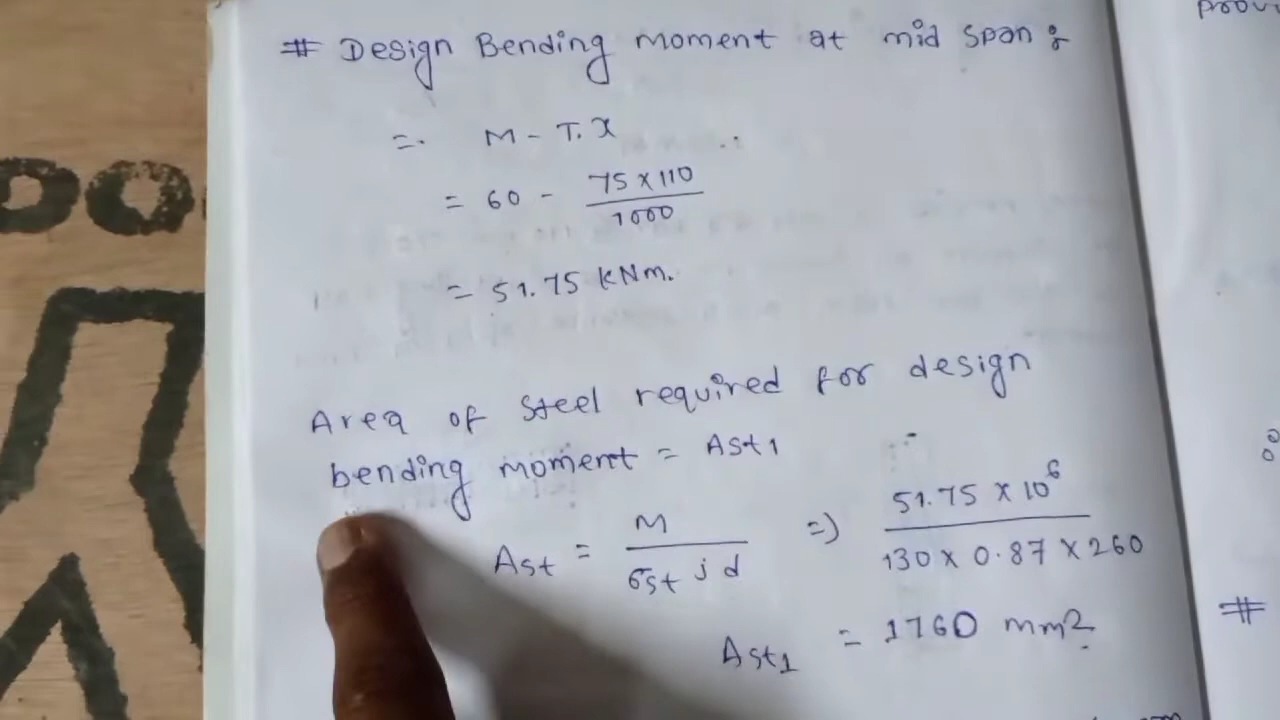 # Design Bending moment at mid span :
=. M - T. x
= 60 - 75 x 110 / 1000
= 51.75 kNm.
Area of steel required for design
bending moment = Ast1
Ast = M / σst j d => 51.75 x 10^6 / 130 x 0.87 x 260
Ast1 = 1760 mm2.
#